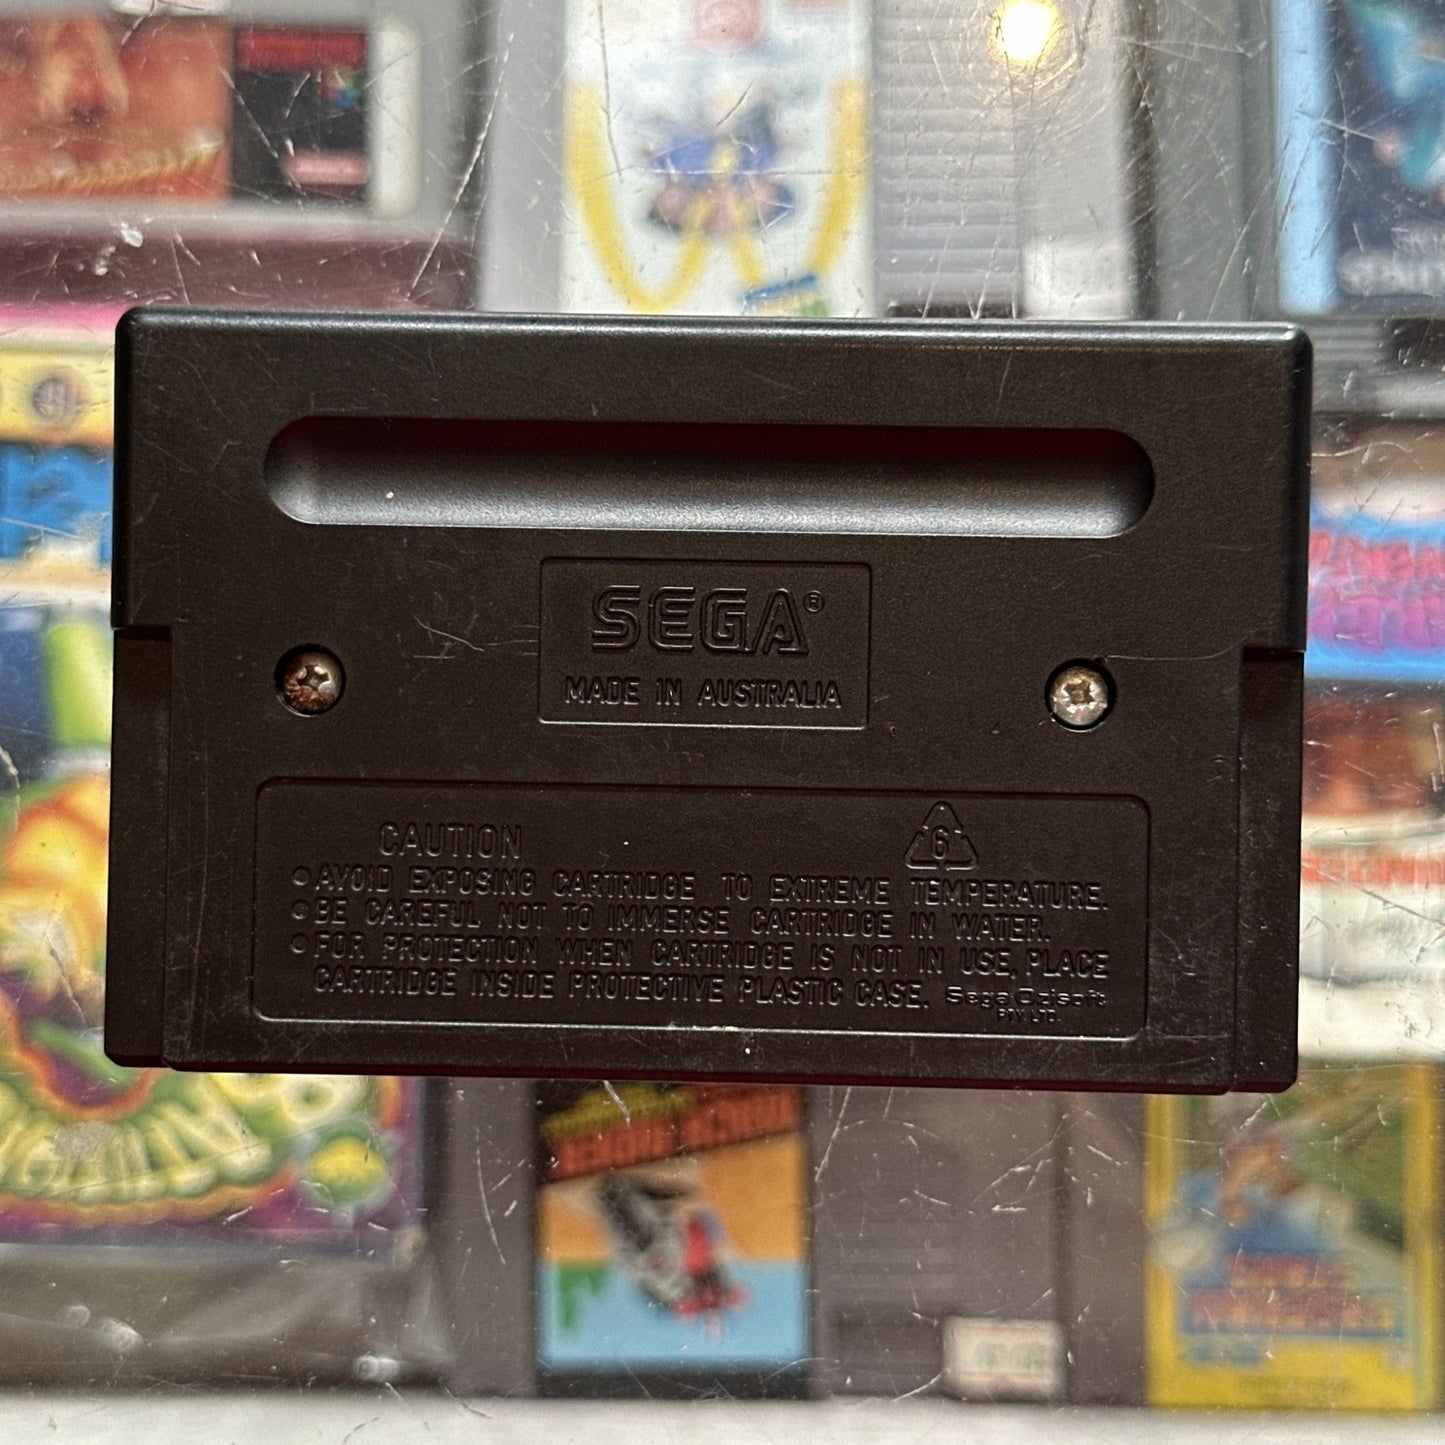 SEGA®
MADE IN AUSTRALIA
CAUTION
6
• AVOID EXPOSING CARTRIDGE TO EXTREME TEMPERATURE.
• BE CAREFUL NOT TO IMMERSE CARTRIDGE IN WATER.
• FOR PROTECTION WHEN CARTRIDGE IS NOT IN USE, PLACE
CARTRIDGE INSIDE PROTECTIVE PLASTIC CASE. Sega Ozisoft
PTY LTD.